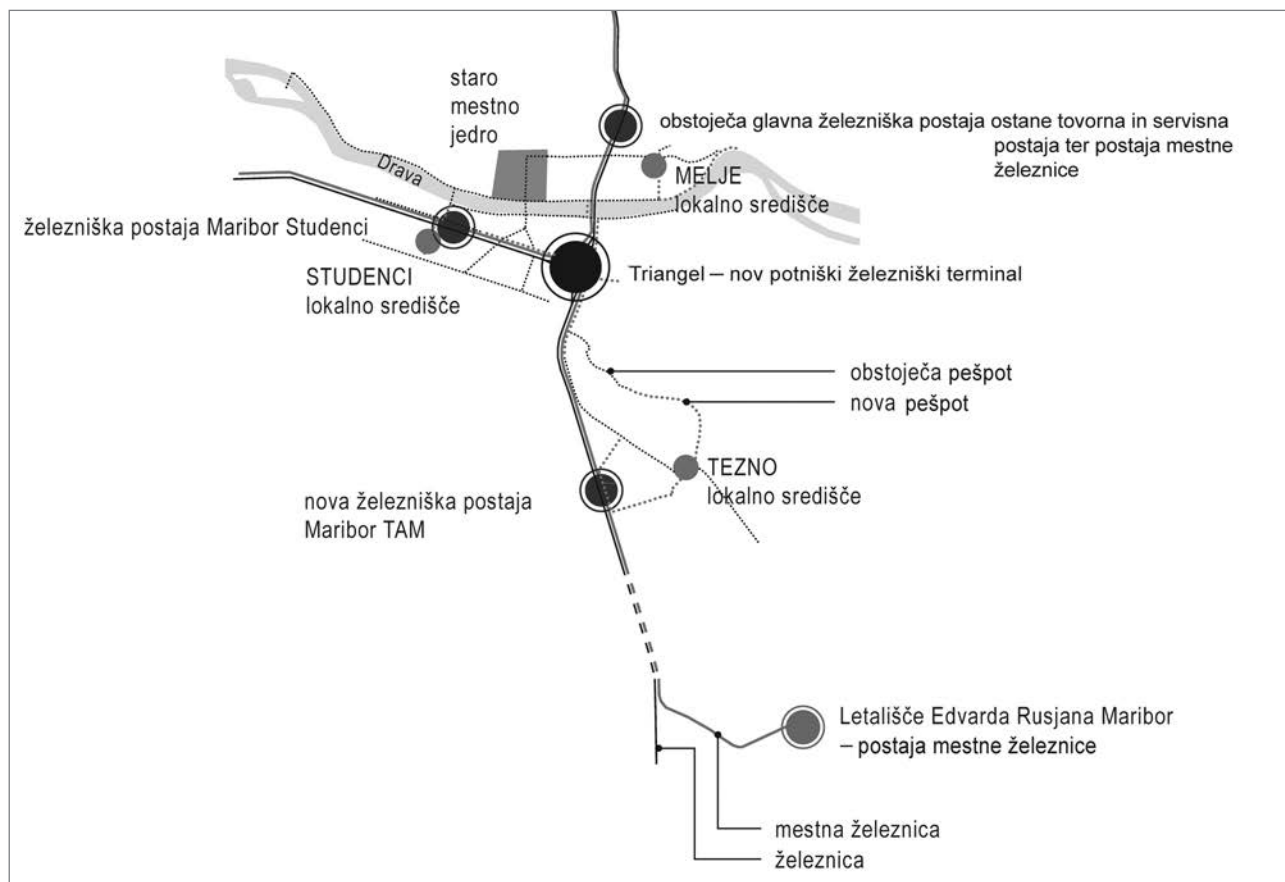 staro
mestno
jedro
obstoječa glavna železniška postaja ostane tovorna in servisna
postaja ter postaja mestne
železnice
Drava
MELJE
lokalno središče
železniška postaja Maribor Studenci
STUDENCI
lokalno središče
Triangel – nov potniški železniški terminal
obstoječa pešpot
nova pešpot
TEZNO
lokalno središče
nova železniška postaja
Maribor TAM
Letališče Edvarda Rusjana Maribor
– postaja mestne železnice
mestna železnica
železnica